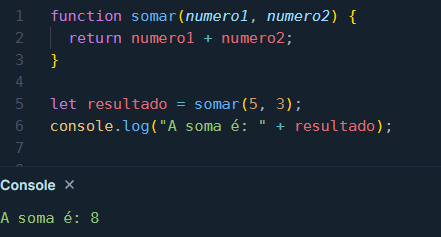 1 function somar(numero1, numero2) {
2   return numero1 + numero2;
3 }
4
5 let resultado = somar(5, 3);
6 console.log("A soma é: " + resultado);
7
Console ×
A soma é: 8